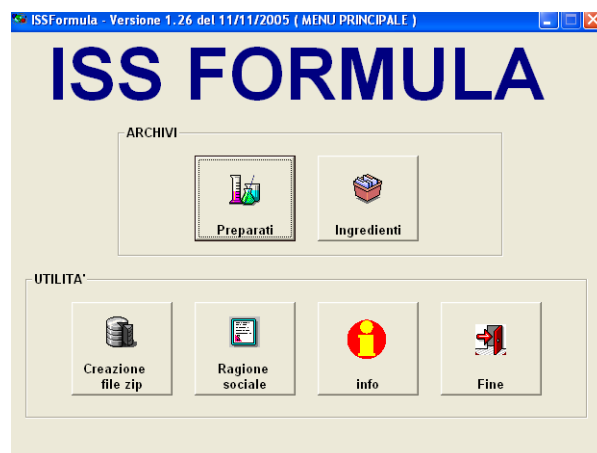 ISSFormula - Versione 1.26 del 11/11/2005 ( MENU PRINCIPALE )
ISS FORMULA
ARCHIVI
Preparati
Ingredienti
UTILITA'
Creazione
file zip
Ragione
sociale
info
Fine